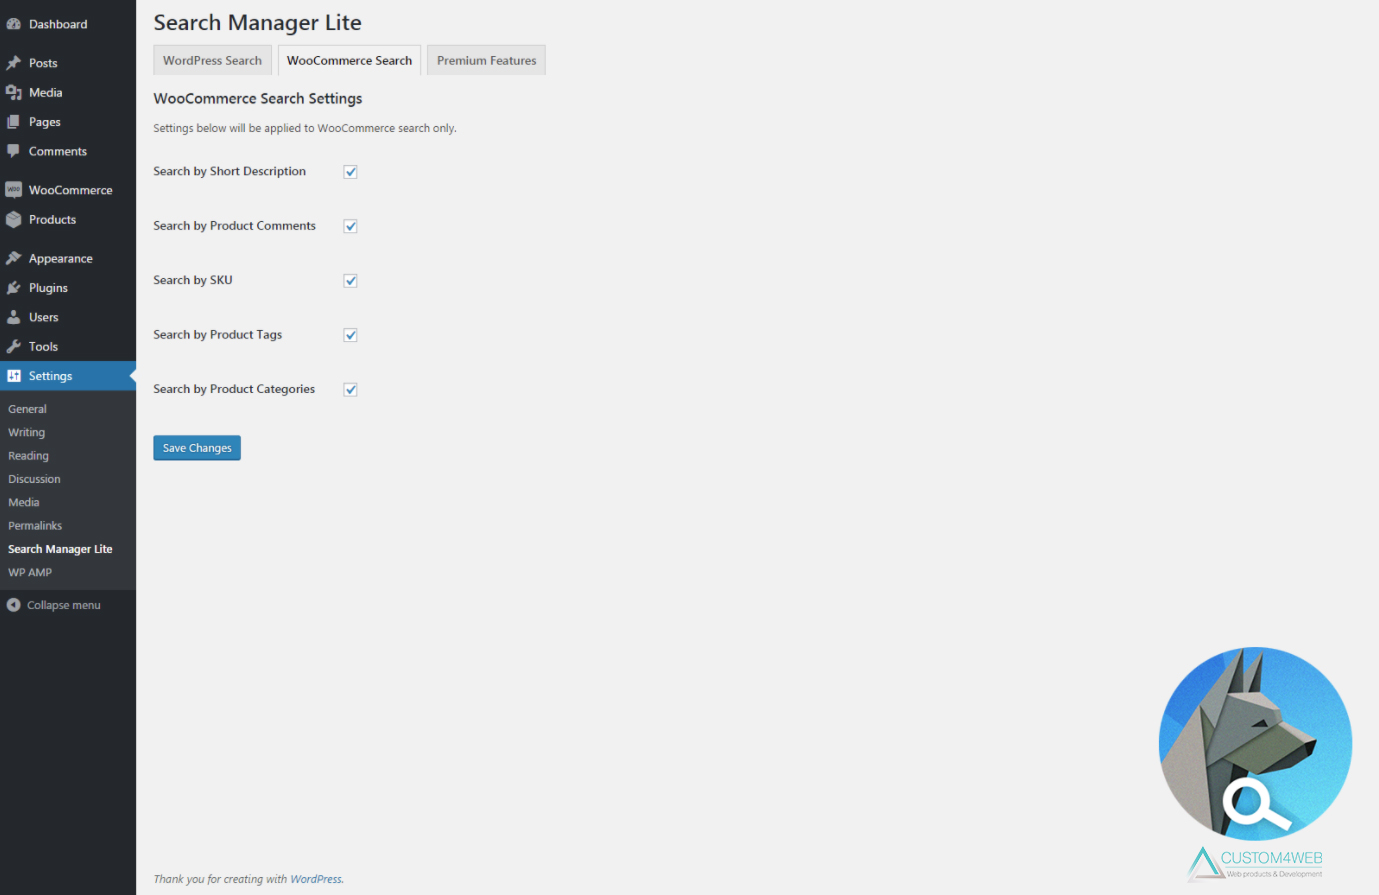 Dashboard
Posts
Media
Pages
Comments
WooCommerce
Products
Appearance
Plugins
Users
Tools
Settings
General
Writing
Reading
Discussion
Media
Permalinks
Search Manager Lite
WP AMP
Collapse menu
Search Manager Lite
WordPress Search
WooCommerce Search
Premium Features
WooCommerce Search Settings
Settings below will be applied to WooCommerce search only.
Search by Short Description
Search by Product Comments
Search by SKU
Search by Product Tags
Search by Product Categories
Save Changes
CUSTOM4WEB
Web products & Development
Thank you for creating with WordPress.